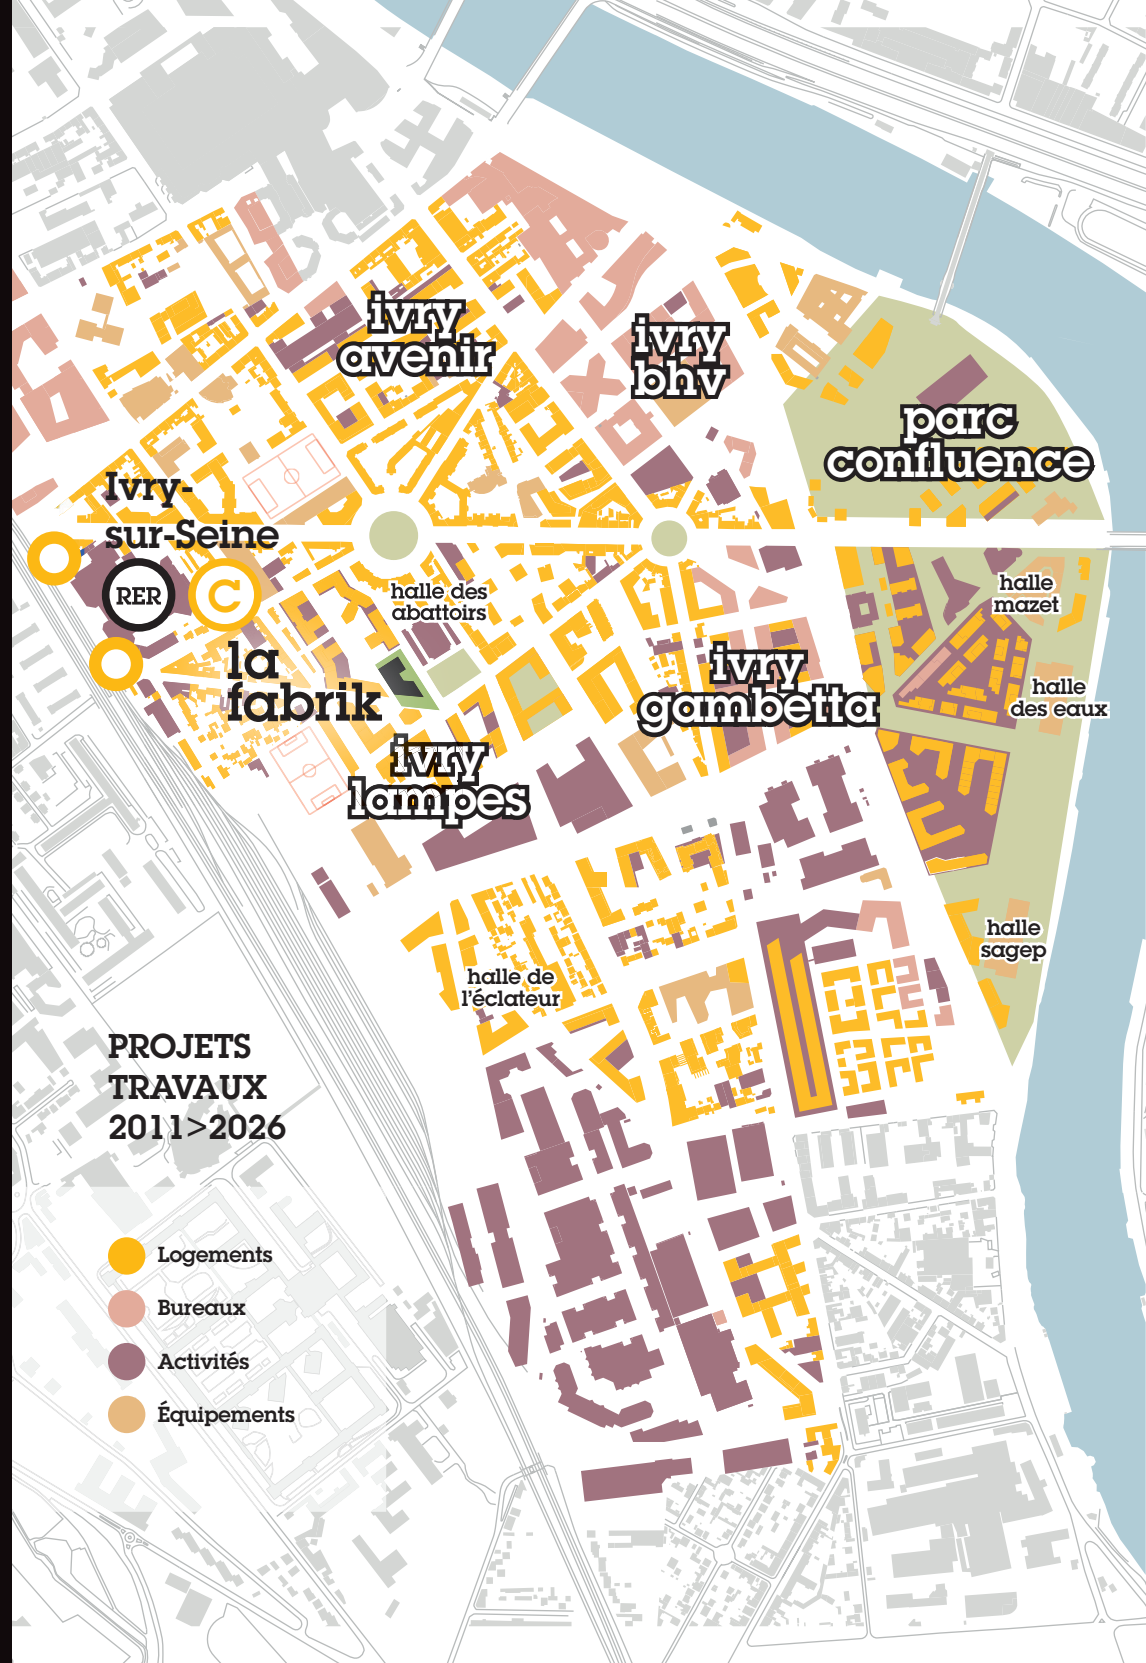 ivry
avenir
ivry
bhv
parc
confluence
Ivry-
sur-Seine
RER
C
halle des
abattoirs
halle
mazet
la
fabrik
ivry
gambetta
halle
des eaux
ivry
lampes
halle
sagep
halle de
l'éclateur
PROJETS
TRAVAUX
2011>2026
Logements
Bureaux
Activités
Équipements